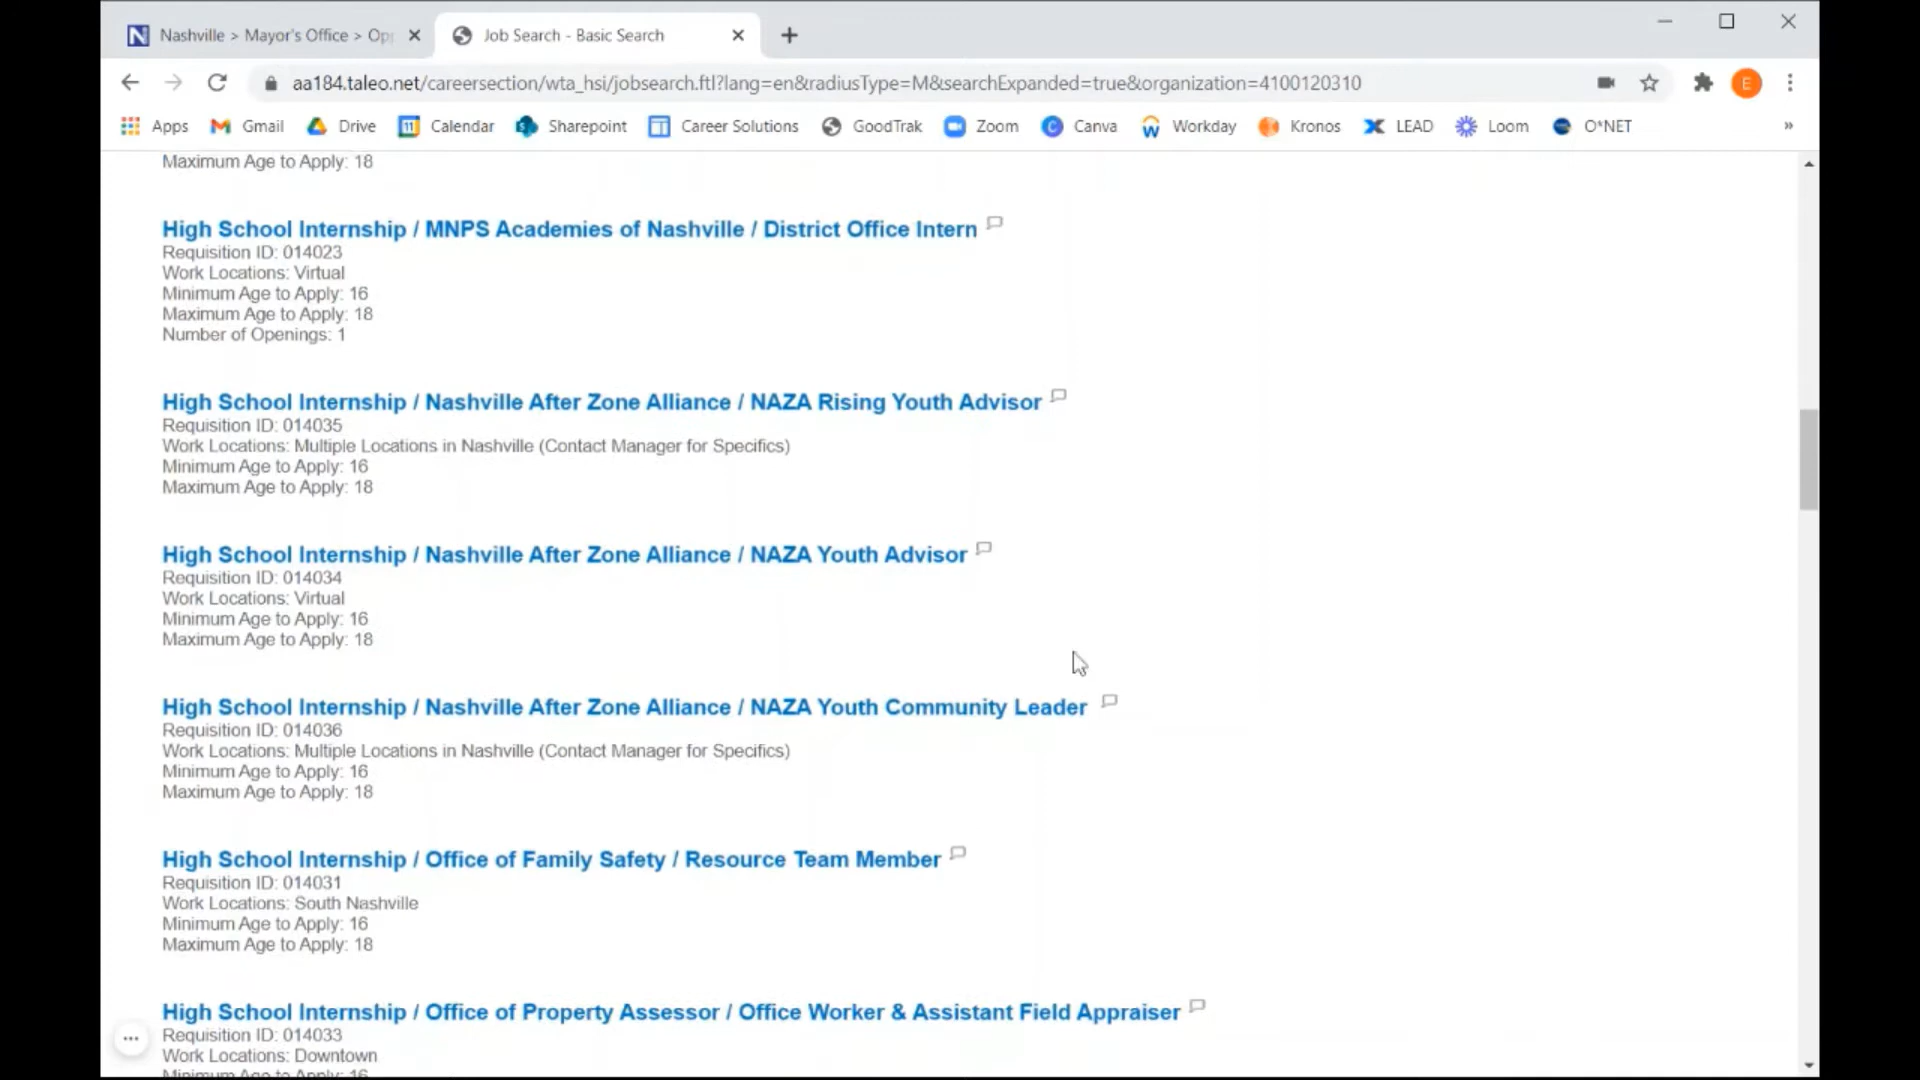 Nashville > Mayor's Office > Opp
Job Search - Basic Search
aa184.taleo.net/careersection/wta_hsi/jobsearch.ftl?lang=en&radiusType=M&searchExpanded=true&organization=4100120310
E
Apps
Gmail
Drive
11
Calendar
Sharepoint
Career Solutions
GoodTrak
Zoom
Canva
Workday
Kronos
LEAD
Loom
O*NET
»
Maximum Age to Apply: 18
High School Internship / MNPS Academies of Nashville / District Office Intern
Requisition ID: 014023
Work Locations: Virtual
Minimum Age to Apply: 16
Maximum Age to Apply: 18
Number of Openings: 1
High School Internship / Nashville After Zone Alliance / NAZA Rising Youth Advisor
Requisition ID: 014035
Work Locations: Multiple Locations in Nashville (Contact Manager for Specifics)
Minimum Age to Apply: 16
Maximum Age to Apply: 18
High School Internship / Nashville After Zone Alliance / NAZA Youth Advisor
Requisition ID: 014034
Work Locations: Virtual
Minimum Age to Apply: 16
Maximum Age to Apply: 18
High School Internship / Nashville After Zone Alliance / NAZA Youth Community Leader
Requisition ID: 014036
Work Locations: Multiple Locations in Nashville (Contact Manager for Specifics)
Minimum Age to Apply: 16
Maximum Age to Apply: 18
High School Internship / Office of Family Safety / Resource Team Member
Requisition ID: 014031
Work Locations: South Nashville
Minimum Age to Apply: 16
Maximum Age to Apply: 18
High School Internship / Office of Property Assessor / Office Worker & Assistant Field Appraiser
Requisition ID: 014033
Work Locations: Downtown
Minimum Age to Apply: 16